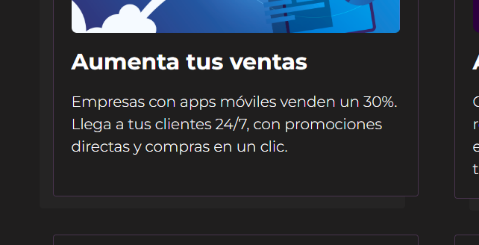 Aumenta tus ventas
Empresas con apps móviles venden un 30%.
Llega a tus clientes 24/7, con promociones
directas y compras en un clic.